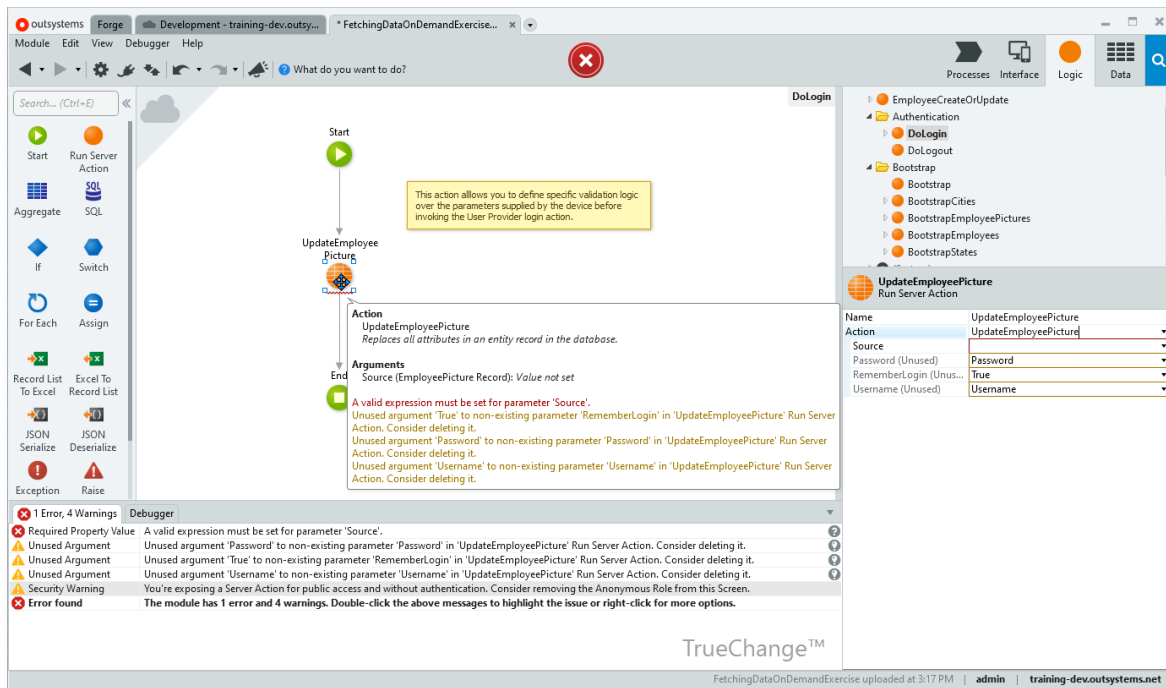 outsystems
Forge
Development - training-dev.outsy...
* FetchingDataOnDemandExercise...
Module Edit View Debugger Help
What do you want to do?
Processes
Interface
Logic
Data
Search... (Ctrl+E)
Start
Run Server
Action
Aggregate
SQL
SQL
If
Switch
For Each
Assign
Record List
To Excel
Excel To
Record List
JSON
Serialize
JSON
Deserialize
Exception
Raise
DoLogin
Start
This action allows you to define specific validation logic
over the parameters supplied by the device before
invoking the User Provider login action.
UpdateEmployee
Picture
End
Action
UpdateEmployeePicture
Replaces all attributes in an entity record in the database.
Arguments
Source (EmployeePicture Record): Value not set
A valid expression must be set for parameter 'Source'.
Unused argument 'True' to non-existing parameter 'RememberLogin' in 'UpdateEmployeePicture' Run Server
Action. Consider deleting it.
Unused argument 'Password' to non-existing parameter 'Password' in 'UpdateEmployeePicture' Run Server
Action. Consider deleting it.
Unused argument 'Username' to non-existing parameter 'Username' in 'UpdateEmployeePicture' Run Server
Action. Consider deleting it.
EmployeeCreateOrUpdate
Authentication
DoLogin
DoLogout
Bootstrap
Bootstrap
BootstrapCities
BootstrapEmployeePictures
BootstrapEmployees
BootstrapStates
UpdateEmployeePicture
Run Server Action
Name UpdateEmployeePicture
Action UpdateEmployeePicture
Source
Password (Unused) Password
RememberLogin (Unus... True
Username (Unused) Username
1 Error, 4 Warnings Debugger
Required Property Value A valid expression must be set for parameter 'Source'.
Unused Argument Unused argument 'Password' to non-existing parameter 'Password' in 'UpdateEmployeePicture' Run Server Action. Consider deleting it.
Unused Argument Unused argument 'True' to non-existing parameter 'RememberLogin' in 'UpdateEmployeePicture' Run Server Action. Consider deleting it.
Unused Argument Unused argument 'Username' to non-existing parameter 'Username' in 'UpdateEmployeePicture' Run Server Action. Consider deleting it.
Security Warning You're exposing a Server Action for public access and without authentication. Consider removing the Anonymous Role from this Screen.
Error found The module has 1 error and 4 warnings. Double-click the above messages to highlight the issue or right-click for more options.
TrueChange™
FetchingDataOnDemandExercise uploaded at 3:17 PM | admin | training-dev.outsystems.net